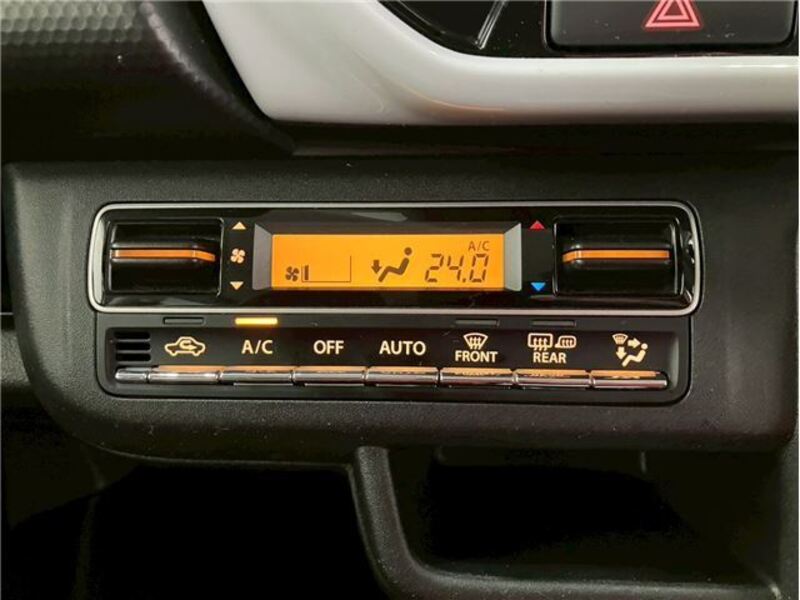 A/C
24.0
A/C
OFF
AUTO
FRONT
REAR